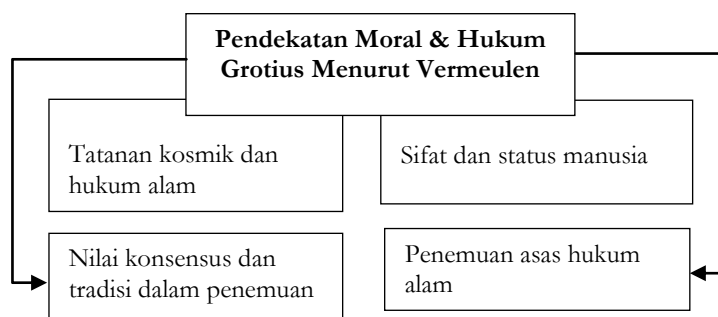 Pendekatan Moral & Hukum
Grotius Menurut Vermeulen
Tatanan kosmik dan
hukum alam
Sifat dan status manusia
Nilai konsensus dan
tradisi dalam penemuan
Penemuan asas hukum
alam